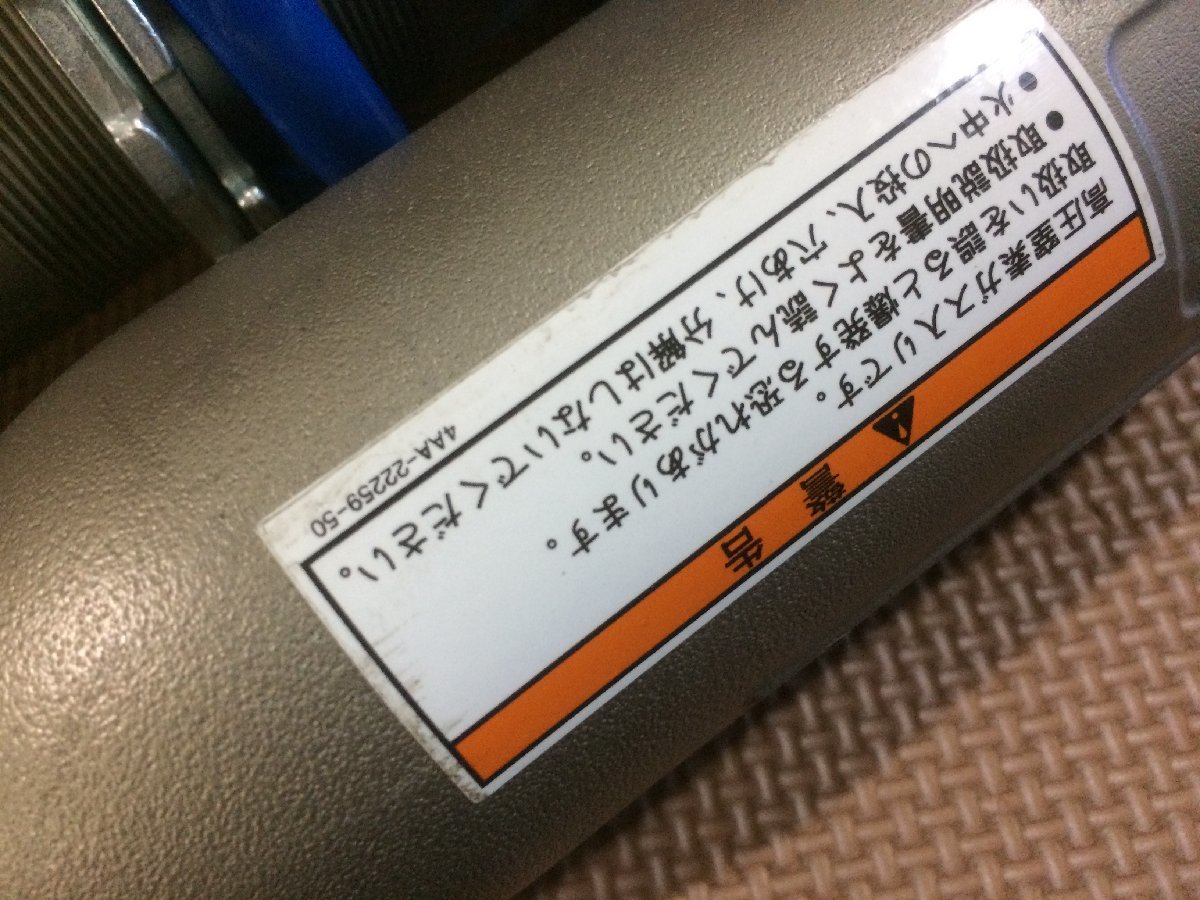 ⚠ 警告
高圧窒素ガス入りです。
取扱いを誤ると爆発する恐れがあります。
● 取扱説明書をよく読んでください。
● 火中への投入、穴あけ、分解はしないでください。
4AA-22259-50